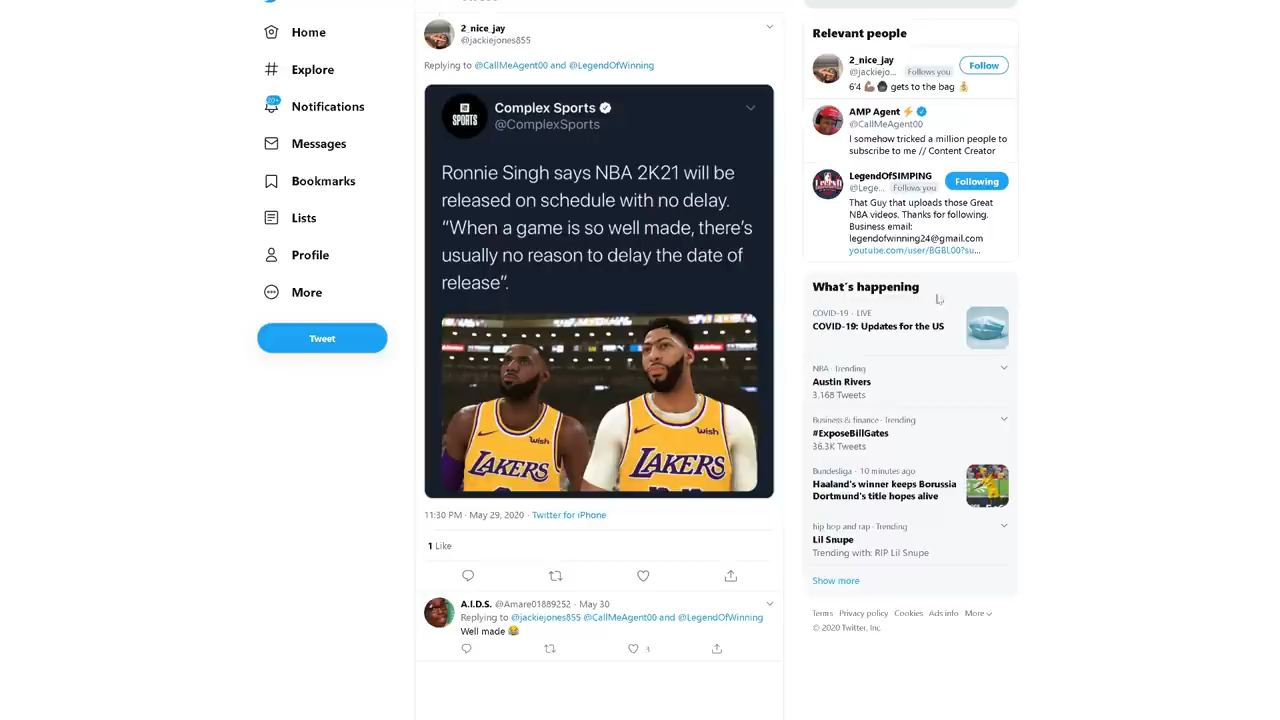 Home
Explore
20+
Notifications
Messages
Bookmarks
Lists
Profile
More
Tweet
2_nice_jay
@jackiejones855
Replying to @CallMeAgent00 and @LegendOfWinning
SPORTS
Complex Sports
@ComplexSports
Ronnie Singh says NBA 2K21 will be
released on schedule with no delay.
“When a game is so well made, there’s
usually no reason to delay the date of
release”.
wish
LAKERS
wish
LAKERS
11:30 PM · May 29, 2020 · Twitter for iPhone
1 Like
A.I.D.S. @Amare01889252 · May 30
Replying to @jackiejones855 @CallMeAgent00 and @LegendOfWinning
Well made 😂
3
Relevant people
2_nice_jay
@jackiejo... Follows you
Follow
6'4 💪🏾 🌚 gets to the bag 💰
AMP Agent ⚡
@CallMeAgent00
I somehow tricked a million people to
subscribe to me // Content Creator
LegendOfSIMPING
@Lege... Follows you
Following
That Guy that uploads those Great
NBA videos. Thanks for following.
Business email:
legendofwinning24@gmail.com
youtube.com/user/BGBL00?su...
What's happening
COVID-19 · LIVE
COVID-19: Updates for the US
NBA · Trending
Austin Rivers
3,168 Tweets
Business & finance · Trending
#ExposeBillGates
36.3K Tweets
Bundesliga · 10 minutes ago
Haaland's winner keeps Borussia
Dortmund's title hopes alive
hip hop and rap · Trending
Lil Snupe
Trending with: RIP Lil Snupe
Show more
Terms Privacy policy Cookies Ads info More
© 2020 Twitter, Inc.